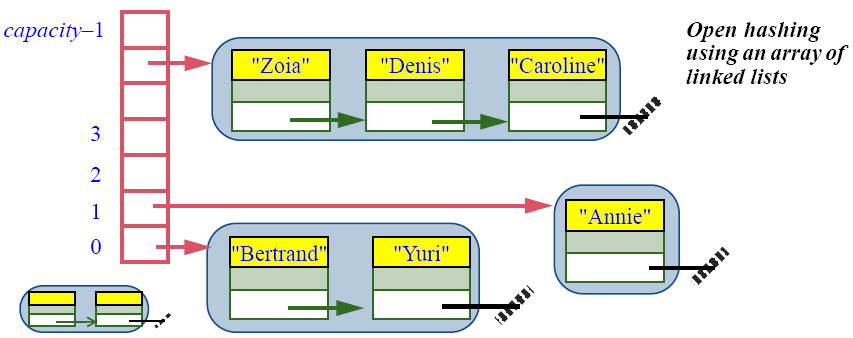 capacity–1
3
2
1
0
"Zoia" "Denis" "Caroline"
"Annie"
"Bertrand" "Yuri"
Open hashing
using an array of
linked lists